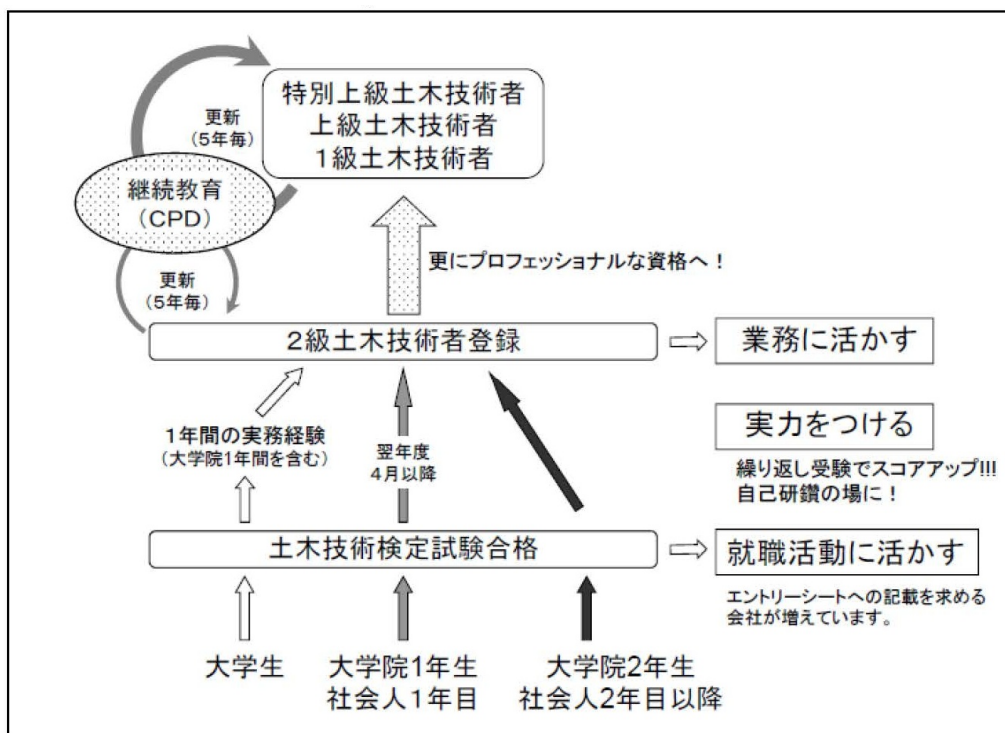 特別上級土木技術者
上級土木技術者
1級土木技術者
更新
(5年毎)
継続教育
(CPD)
更新
(5年毎)
更にプロフェッショナルな資格へ！
2級土木技術者登録
業務に活かす
1年間の実務経験
(大学院1年間を含む)
翌年度
4月以降
実力をつける
繰り返し受験でスコアアップ!!!
自己研鑽の場に！
土木技術検定試験合格
就職活動に活かす
エントリーシートへの記載を求める
会社が増えています。
大学生
大学院1年生
社会人1年目
大学院2年生
社会人2年目以降